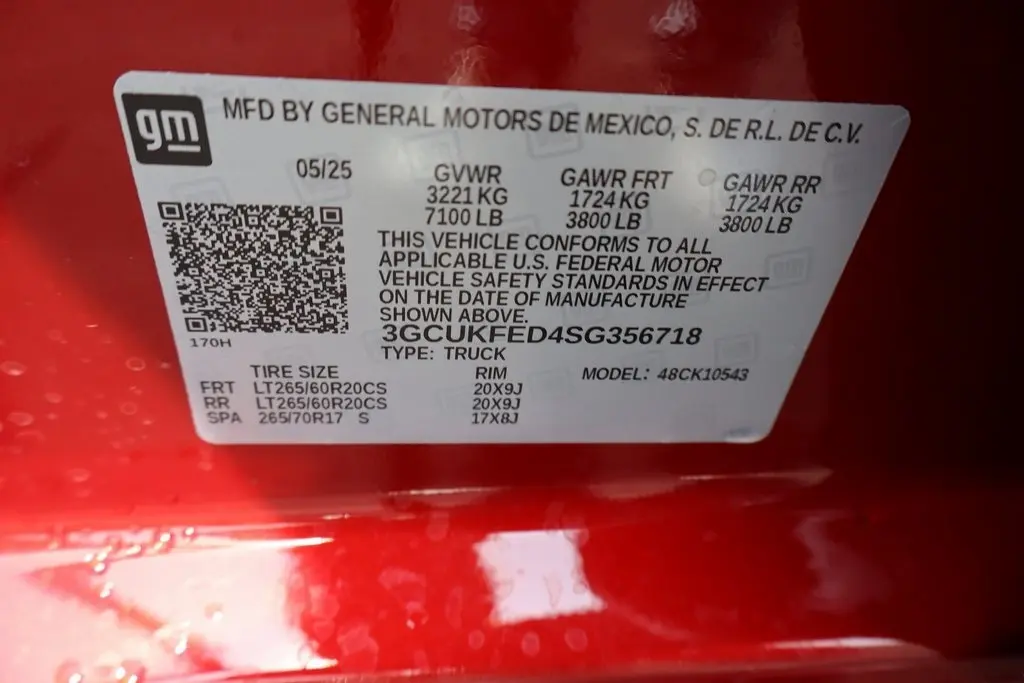 gm
MFD BY GENERAL MOTORS DE MEXICO, S. DE R.L. DE C.V.
05/25 GVWR GAWR FRT GAWR RR
3221 KG 1724 KG 1724 KG
7100 LB 3800 LB 3800 LB
THIS VEHICLE CONFORMS TO ALL
APPLICABLE U.S. FEDERAL MOTOR
VEHICLE SAFETY STANDARDS IN EFFECT
ON THE DATE OF MANUFACTURE
SHOWN ABOVE.
3GCUKFED4SG356718
170H
TYPE: TRUCK
TIRE SIZE RIM MODEL: 48CK10543
FRT LT265/60R20CS 20X9J
RR LT265/60R20CS 20X9J
SPA 265/70R17 S 17X8J